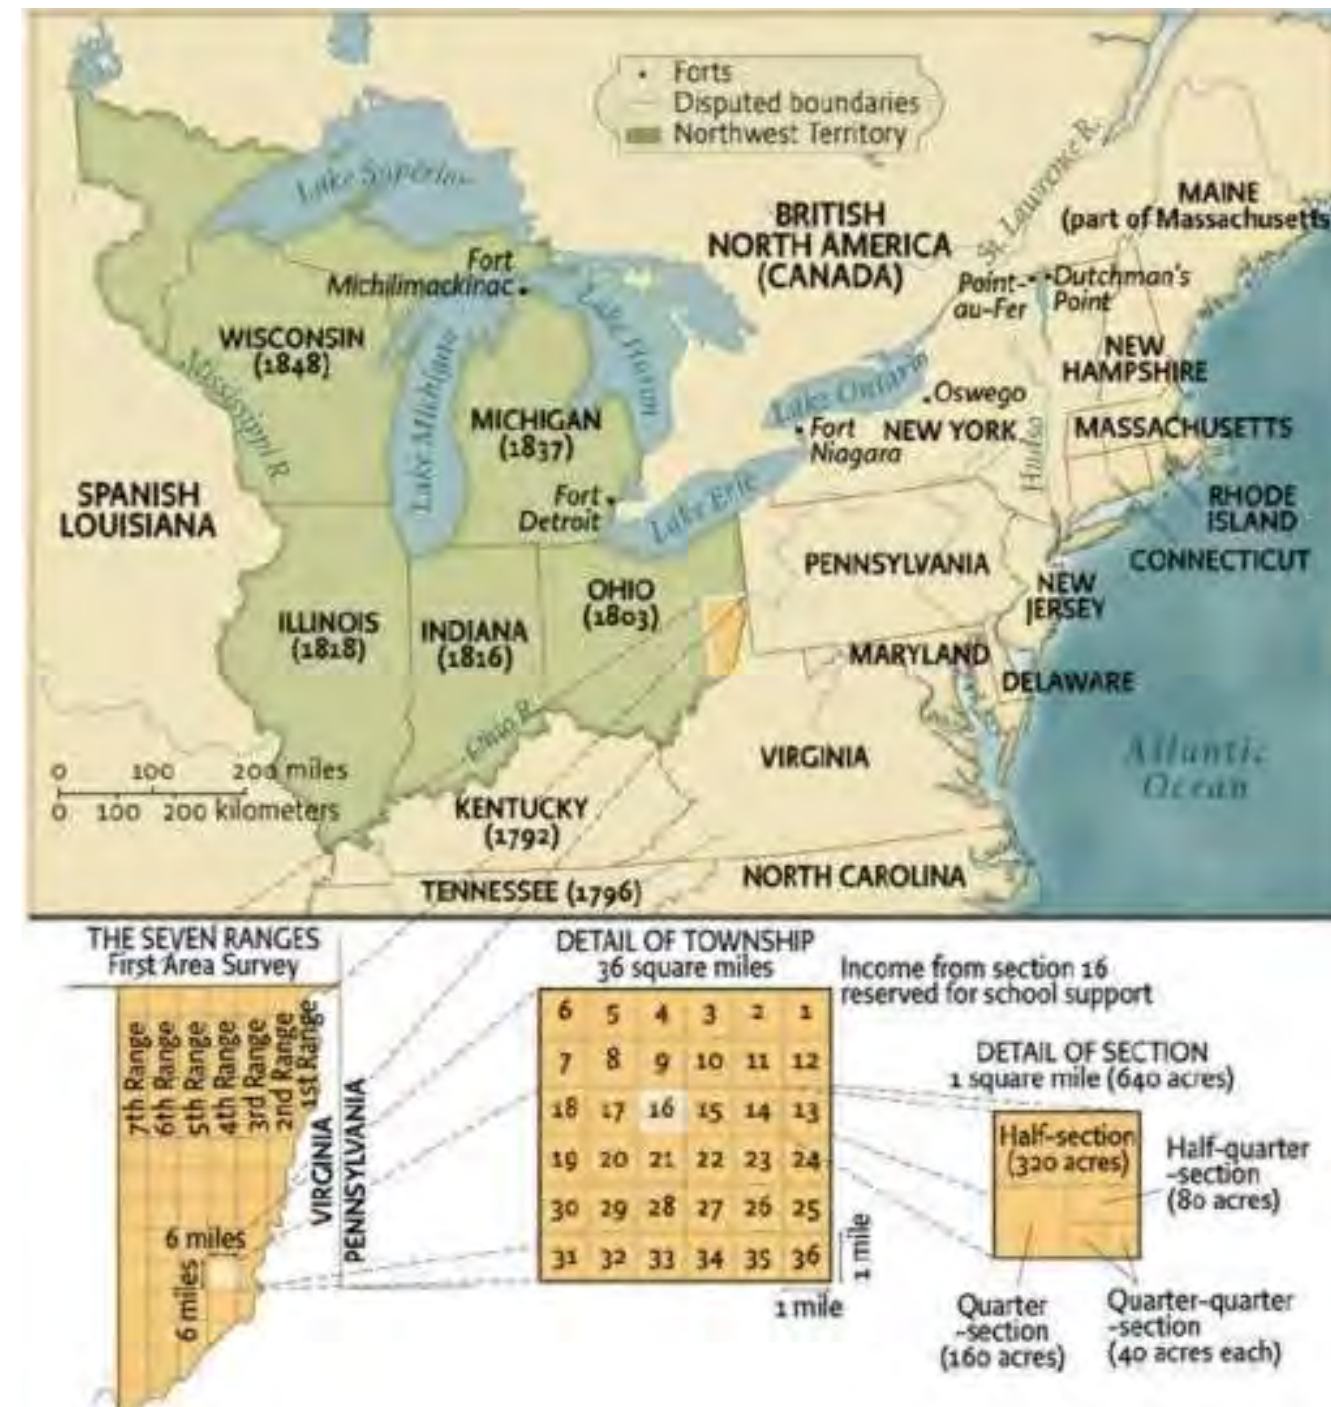 Forts
Disputed boundaries
Northwest Territory
Lake Superior
St. Lawrence R.
MAINE
(part of Massachusetts)
BRITISH
NORTH AMERICA
(CANADA)
Fort
Michilimackinac
Point-
au-Fer
Dutchman's
Point
Lake Huron
WISCONSIN
(1848)
Mississippi R
Lake Michigan
NEW
HAMPSHIRE
Lake Ontario
Oswego
MICHIGAN
(1837)
Fort
Niagara
NEW YORK
Hudso
MASSACHUSETTS
SPANISH
LOUISIANA
Fort
Detroit
Lake Erie
RHODE
ISLAND
CONNECTICUT
PENNSYLVANIA
NEW
JERSEY
OHIO
(1803)
ILLINOIS
(1818)
INDIANA
(1816)
MARYLAND
DELAWARE
Ohio R.
VIRGINIA
Atlantic
Ocean
0 100 200 miles
0 100 200 kilometers
KENTUCKY
(1792)
TENNESSEE (1796)
NORTH CAROLINA
THE SEVEN RANGES
First Area Survey
7th Range
6th Range
5th Range
4th Range
3rd Range
2nd Range
1st Range
VIRGINIA
PENNSYLVANIA
6 miles
6 miles
DETAIL OF TOWNSHIP
36 square miles
Income from section 16
reserved for school support
6 5 4 3 2 1
7 8 9 10 11 12
18 17 16 15 14 13
19 20 21 22 23 24
30 29 28 27 26 25
31 32 33 34 35 36
1 mile
1 mile
DETAIL OF SECTION
1 square mile (640 acres)
Half-section
(320 acres)
Half-quarter
-section
(80 acres)
Quarter
-section
(160 acres)
Quarter-quarter
-section
(40 acres each)